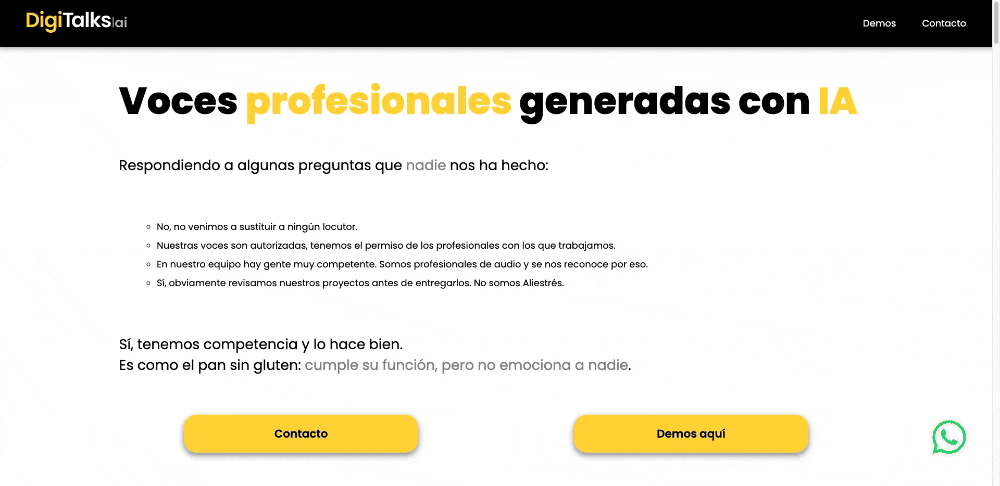 DigiTalks|ai
Demos
Contacto
Voces profesionales generadas con IA
Respondiendo a algunas preguntas que nadie nos ha hecho:
No, no venimos a sustituir a ningún locutor.
Nuestras voces son autorizadas, tenemos el permiso de los profesionales con los que trabajamos.
En nuestro equipo hay gente muy competente. Somos profesionales de audio y se nos reconoce por eso.
Sí, obviamente revisamos nuestros proyectos antes de entregarlos. No somos Aliestrés.
Sí, tenemos competencia y lo hace bien.
Es como el pan sin gluten: cumple su función, pero no emociona a nadie.
Contacto
Demos aquí